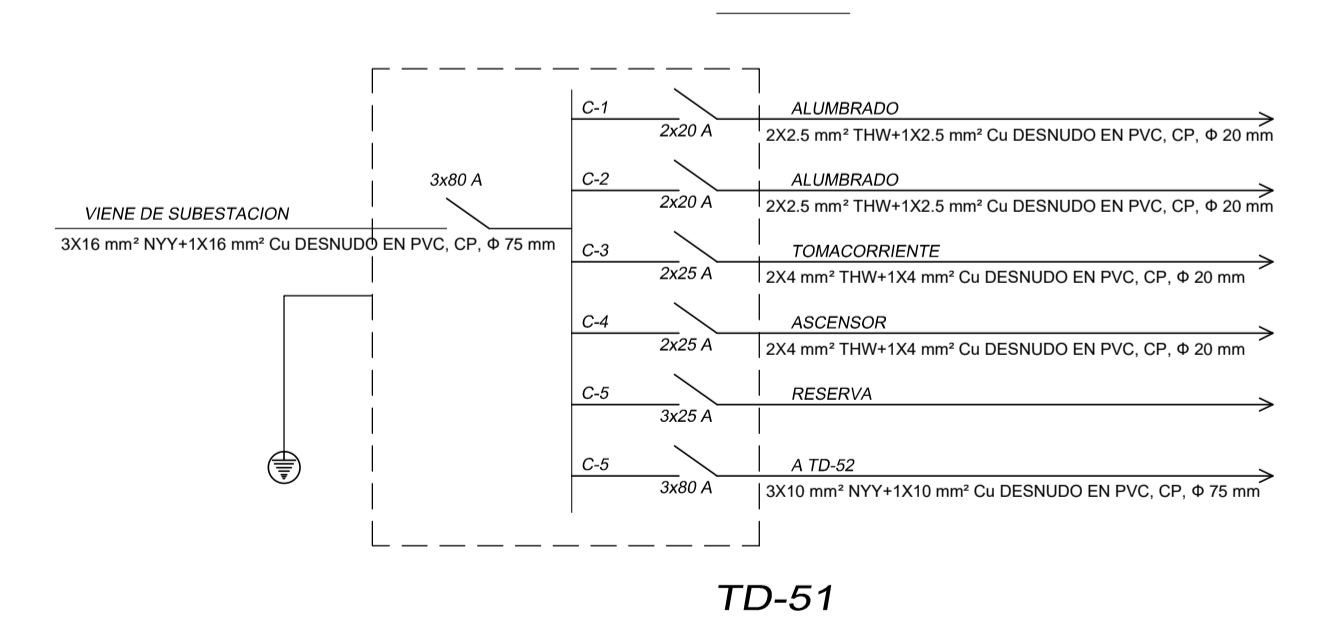 C-1
ALUMBRADO
2x20 A
2X2.5 mm² THW+1X2.5 mm² Cu DESNUDO EN PVC, CP, Φ 20 mm
3x80 A
C-2
ALUMBRADO
2x20 A
2X2.5 mm² THW+1X2.5 mm² Cu DESNUDO EN PVC, CP, Φ 20 mm
VIENE DE SUBESTACION
3X16 mm² NYY+1X16 mm² Cu DESNUDO EN PVC, CP, Φ 75 mm
C-3
TOMACORRIENTE
2x25 A
2X4 mm² THW+1X4 mm² Cu DESNUDO EN PVC, CP, Φ 20 mm
C-4
ASCENSOR
2x25 A
2X4 mm² THW+1X4 mm² Cu DESNUDO EN PVC, CP, Φ 20 mm
C-5
RESERVA
3x25 A
C-5
A TD-52
3x80 A
3X10 mm² NYY+1X10 mm² Cu DESNUDO EN PVC, CP, Φ 75 mm
TD-51